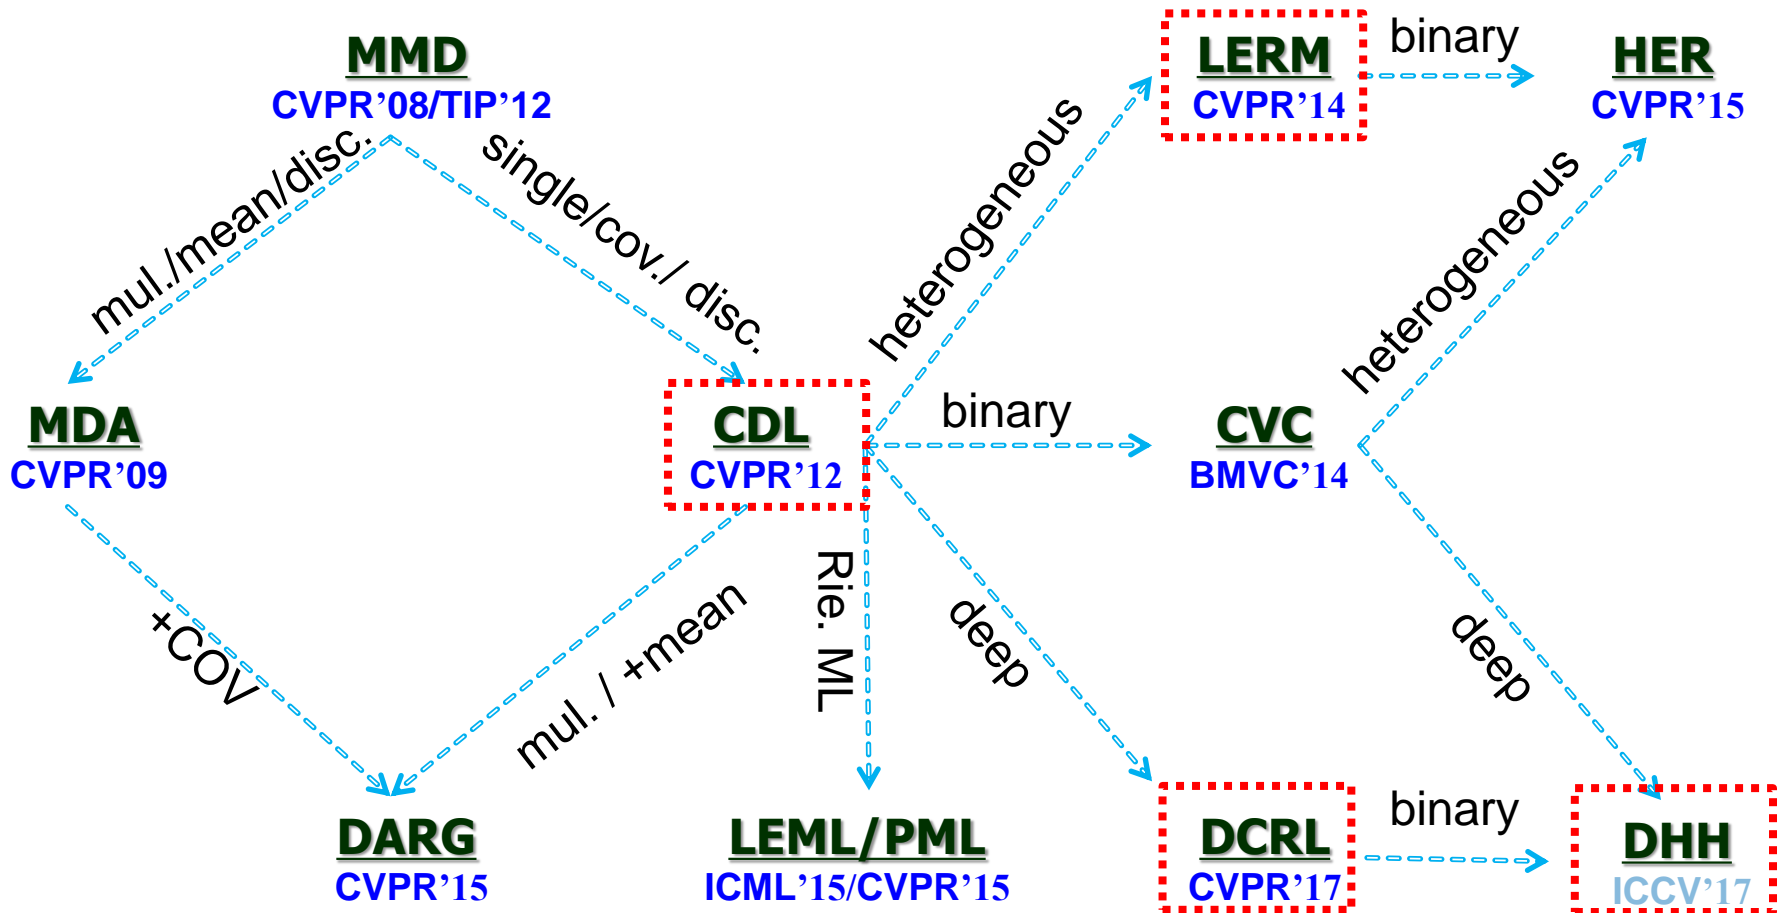 MMD
CVPR’08/TIP’12
LERM
CVPR’14
binary
HER
CVPR’15
mul./mean/disc.
single/cov./ disc.
heterogeneous
heterogeneous
MDA
CVPR’09
CDL
CVPR’12
binary
CVC
BMVC’14
+COV
mul. / +mean
Rie. ML
deep
deep
DARG
CVPR’15
LEML/PML
ICML’15/CVPR’15
DCRL
CVPR’17
binary
DHH
ICCV’17